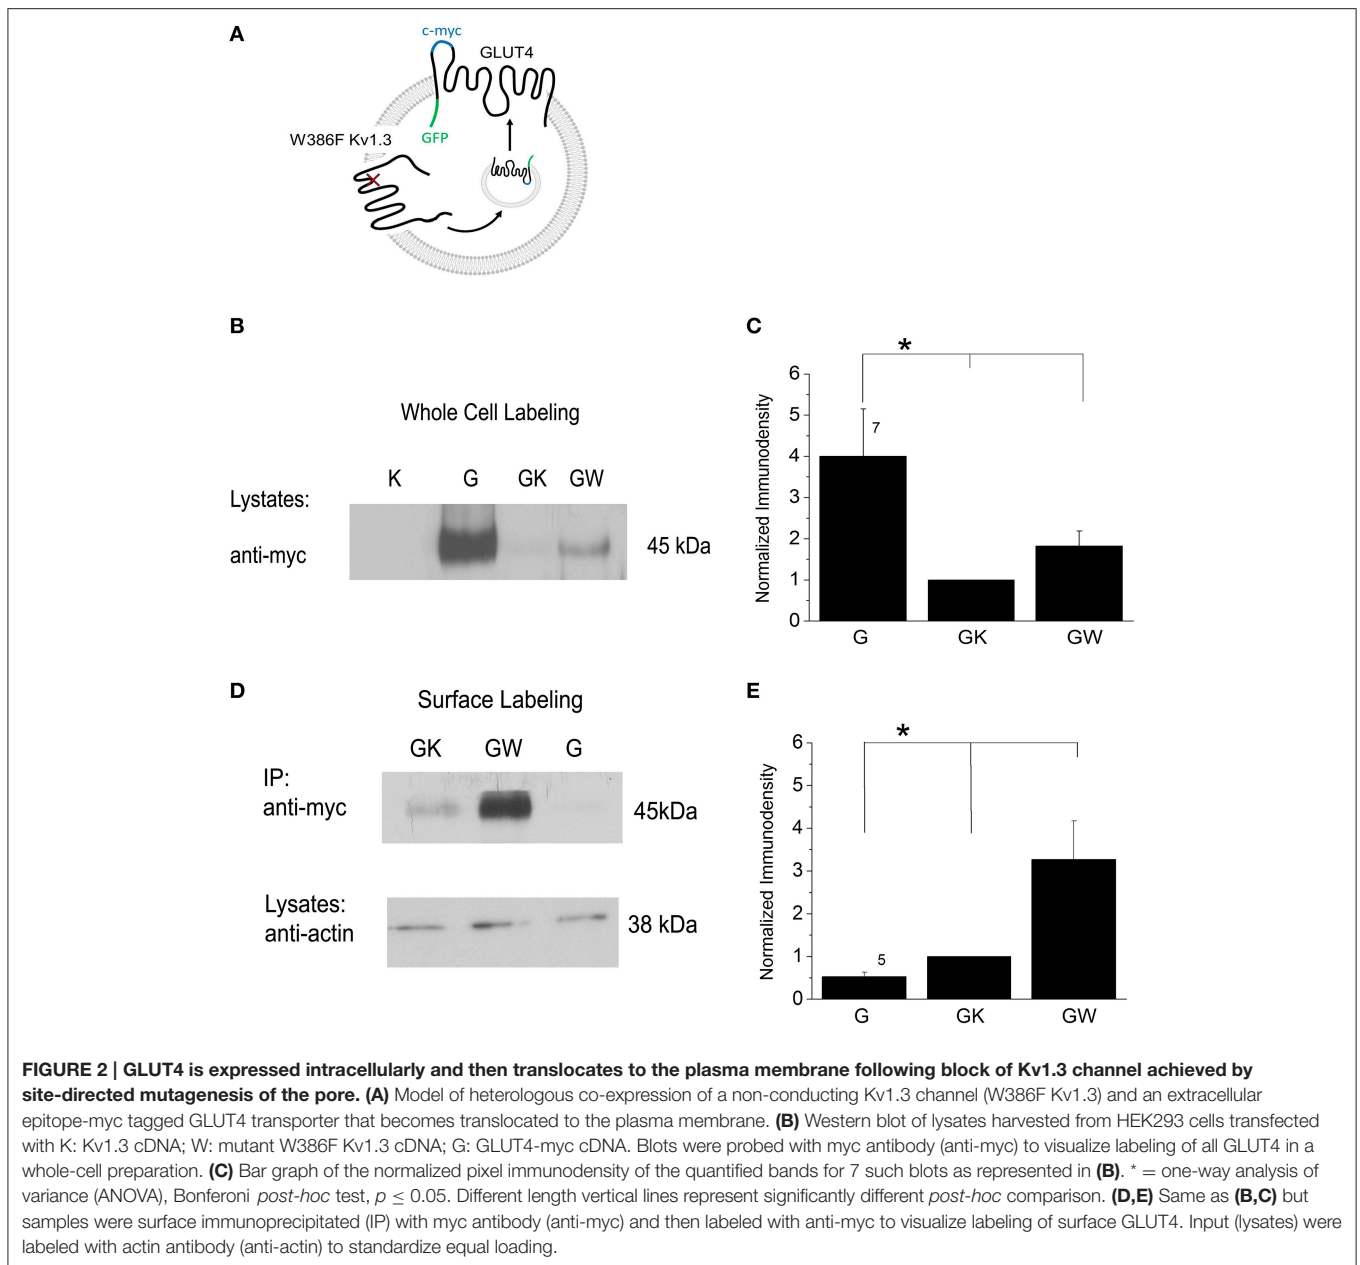 A
c-myc
GLUT4
GFP
W386F Kv1.3
B
Whole Cell Labeling
K G GK GW
Lystates:
anti-myc
45 kDa
C
*
Normalized Immunodensity
6
5
4
3
2
1
0
7
G GK GW
D
Surface Labeling
GK GW G
IP:
anti-myc
45kDa
Lysates:
anti-actin
38 kDa
E
*
Normalized Immunodensity
6
5
4
3
2
1
0
5
G GK GW
FIGURE 2 | GLUT4 is expressed intracellularly and then translocates to the plasma membrane following block of Kv1.3 channel achieved by
site-directed mutagenesis of the pore. (A) Model of heterologous co-expression of a non-conducting Kv1.3 channel (W386F Kv1.3) and an extracellular
epitope-myc tagged GLUT4 transporter that becomes translocated to the plasma membrane. (B) Western blot of lysates harvested from HEK293 cells transfected
with K: Kv1.3 cDNA; W: mutant W386F Kv1.3 cDNA; G: GLUT4-myc cDNA. Blots were probed with myc antibody (anti-myc) to visualize labeling of all GLUT4 in a
whole-cell preparation. (C) Bar graph of the normalized pixel immunodensity of the quantified bands for 7 such blots as represented in (B). * = one-way analysis of
variance (ANOVA), Bonferoni post-hoc test, p ≤ 0.05. Different length vertical lines represent significantly different post-hoc comparison. (D,E) Same as (B,C) but
samples were surface immunoprecipitated (IP) with myc antibody (anti-myc) and then labeled with anti-myc to visualize labeling of surface GLUT4. Input (lysates) were
labeled with actin antibody (anti-actin) to standardize equal loading.